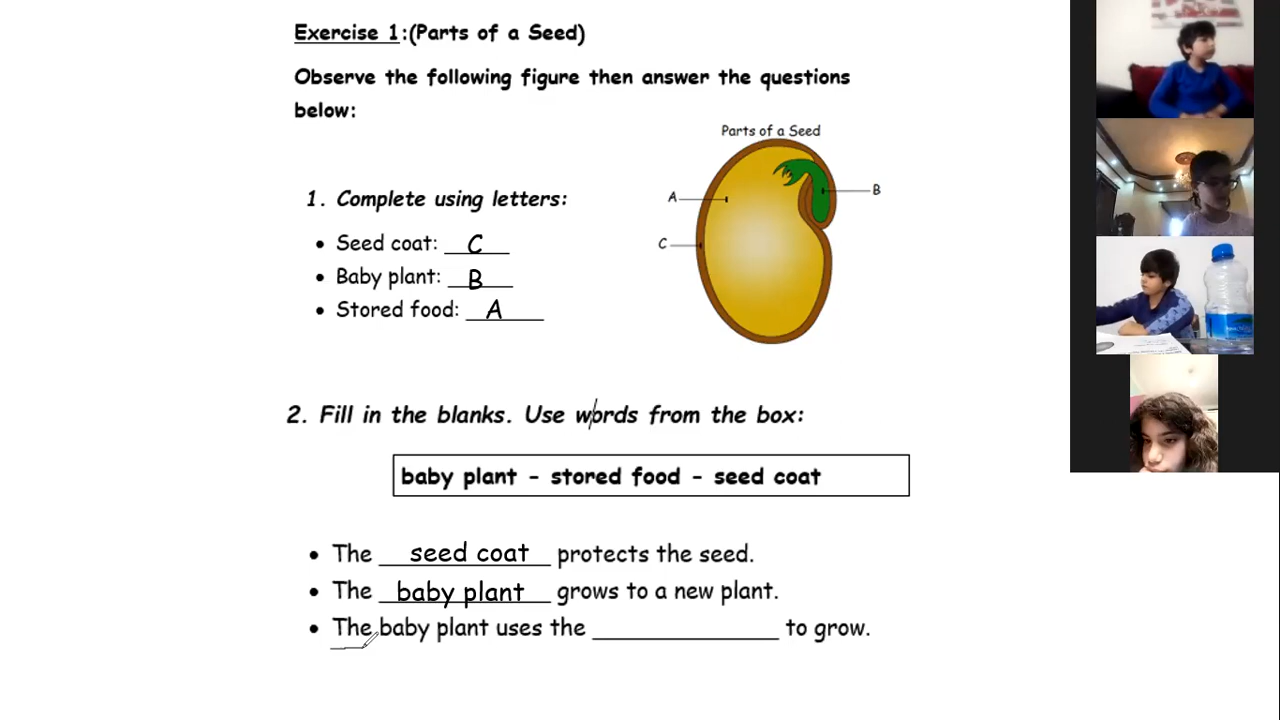 Exercise 1:(Parts of a Seed)
Observe the following figure then answer the questions
below:
Parts of a Seed
A
B
C
1. Complete using letters:
• Seed coat: C
• Baby plant: B
• Stored food: A
2. Fill in the blanks. Use words from the box:
baby plant - stored food - seed coat
• The seed coat protects the seed.
• The baby plant grows to a new plant.
• The baby plant uses the ______________ to grow.